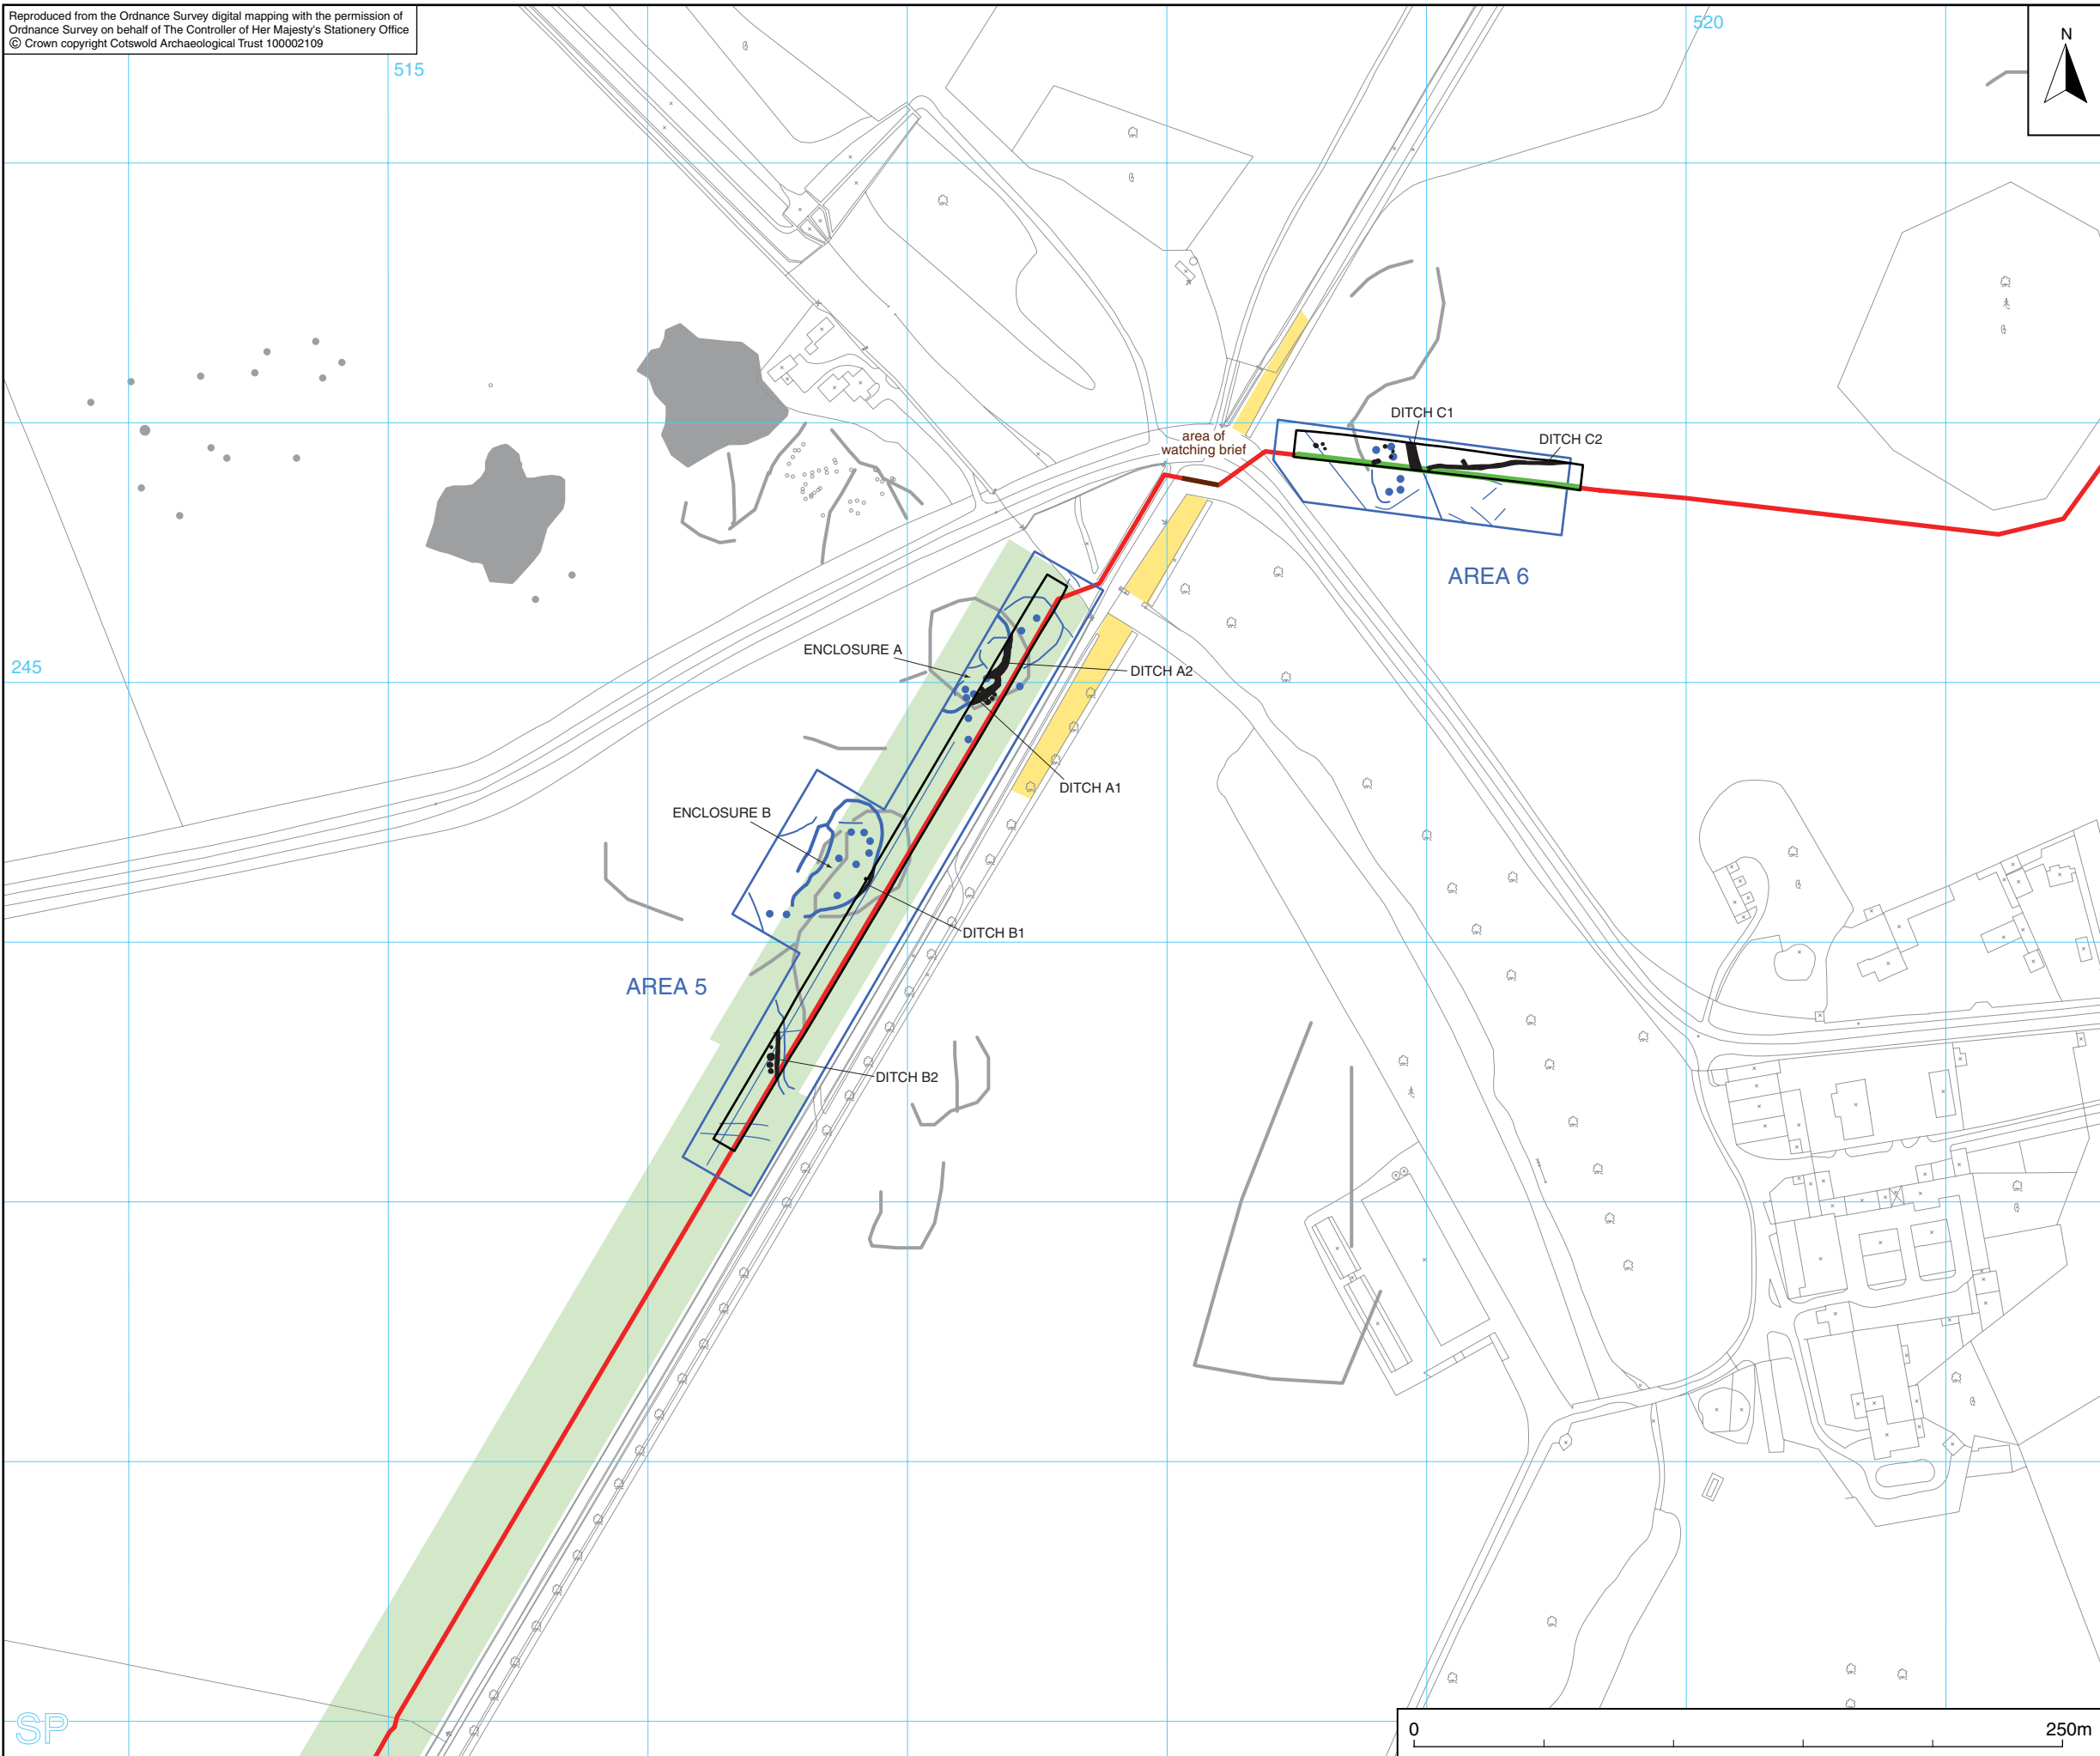 Reproduced from the Ordnance Survey digital mapping with the permission of
Ordnance Survey on behalf of The Controller of Her Majesty's Stationery Office
© Crown copyright Cotswold Archaeological Trust 100002109
515
520
N
DITCH C1
DITCH C2
area of
watching brief
AREA 6
245
ENCLOSURE A
DITCH A2
DITCH A1
ENCLOSURE B
DITCH B1
AREA 5
DITCH B2
SP
0
250m